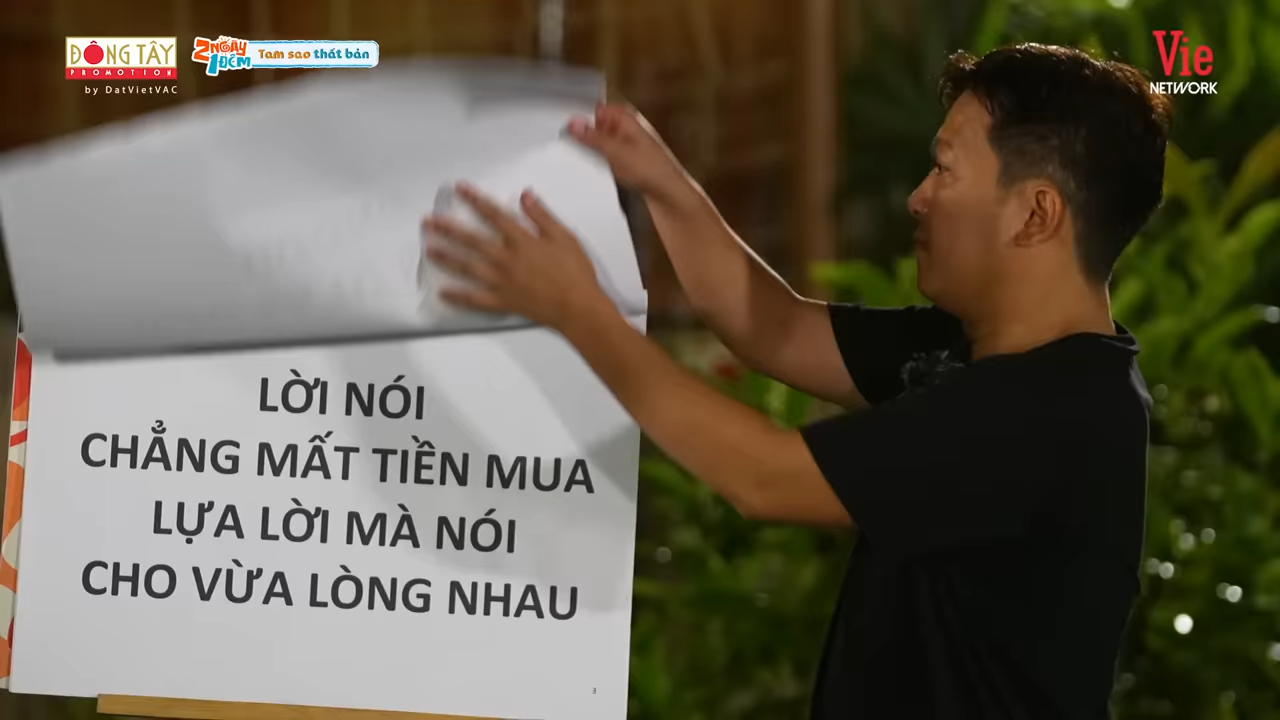 ĐÔNG TÂY
PROMOTION
by DatVietVAC
2 NGÀY
1 ĐÊM
Tam sao thất bản
Vie
NETWORK
LỜI NÓI
CHẲNG MẤT TIỀN MUA
LỰA LỜI MÀ NÓI
CHO VỪA LÒNG NHAU
3